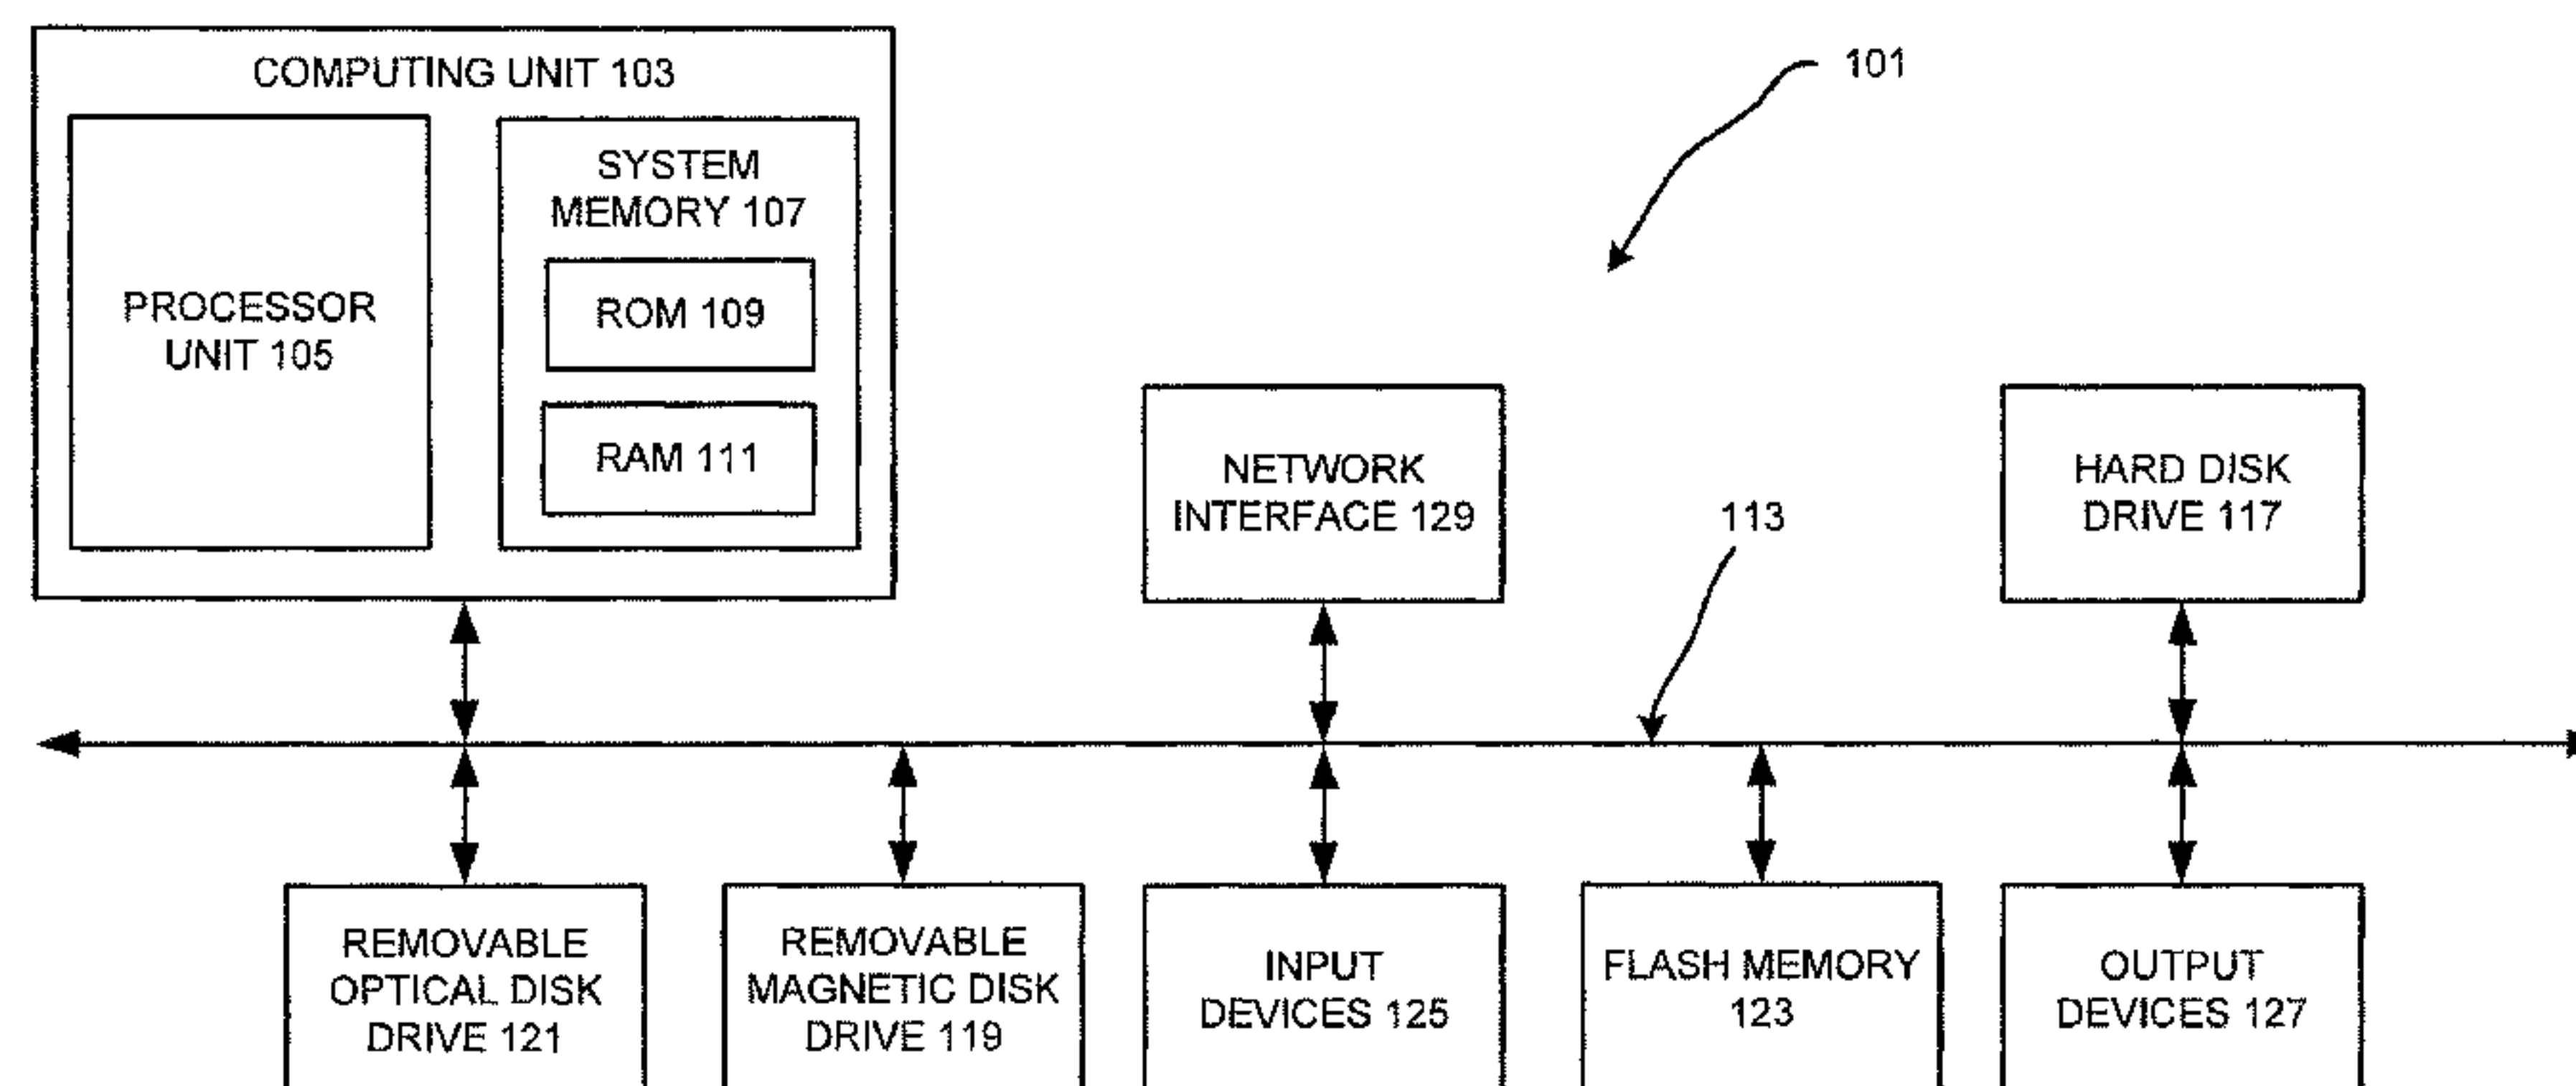 COMPUTING UNIT 103
PROCESSOR
UNIT 105
SYSTEM
MEMORY 107
ROM 109
RAM 111
101
NETWORK
INTERFACE 129
113
HARD DISK
DRIVE 117
REMOVABLE
OPTICAL DISK
DRIVE 121
REMOVABLE
MAGNETIC DISK
DRIVE 119
INPUT
DEVICES 125
FLASH MEMORY
123
OUTPUT
DEVICES 127